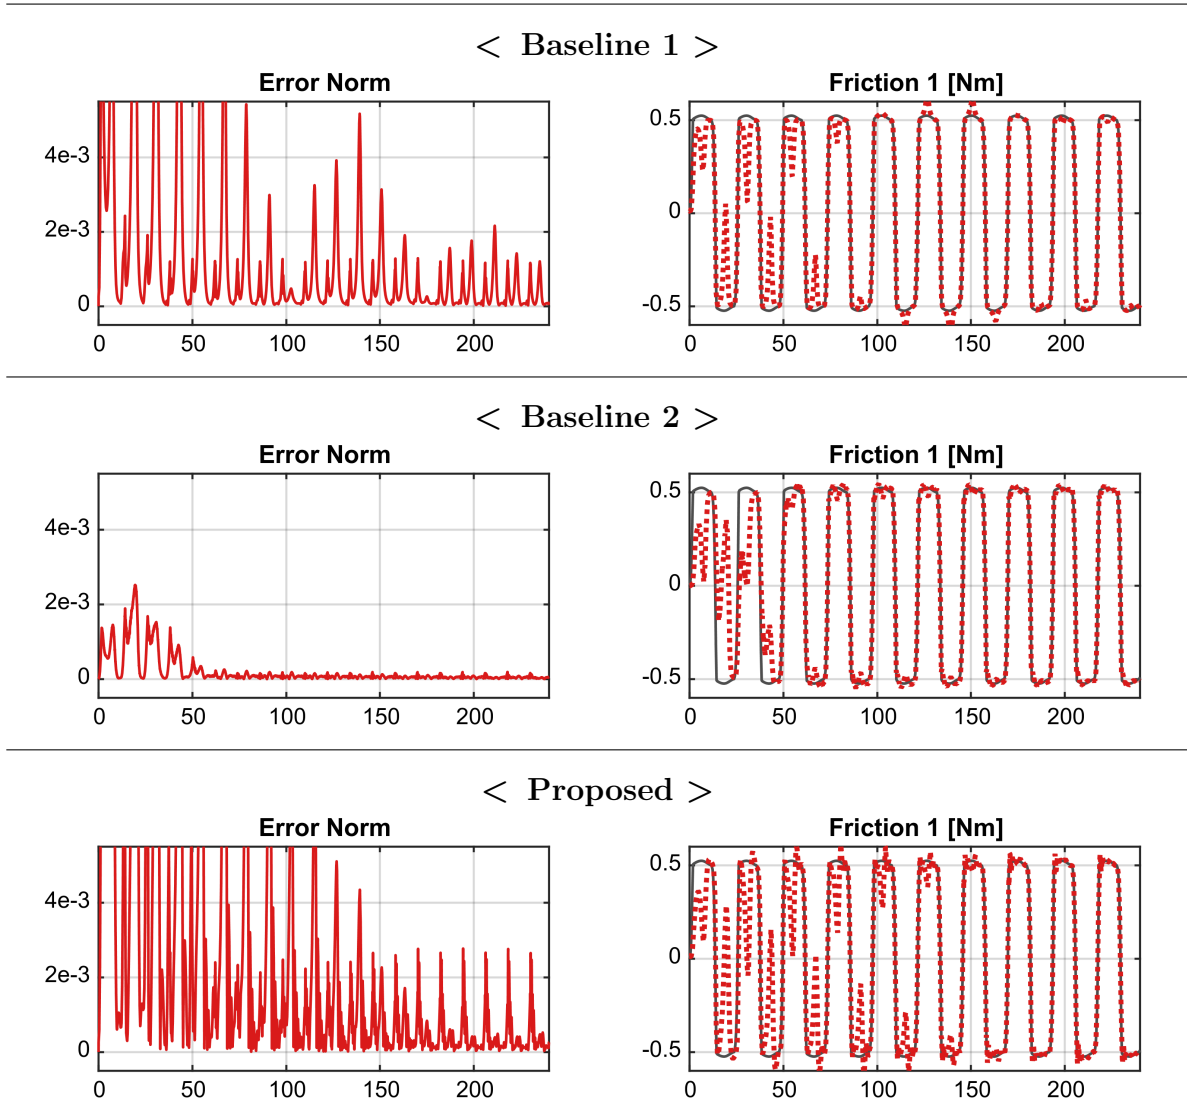 < Baseline 1 >
Error Norm
4e-3
2e-3
0
0 50 100 150 200
Friction 1 [Nm]
0.5
0
-0.5
0 50 100 150 200
< Baseline 2 >
Error Norm
4e-3
2e-3
0
0 50 100 150 200
Friction 1 [Nm]
0.5
0
-0.5
0 50 100 150 200
< Proposed >
Error Norm
4e-3
2e-3
0
0 50 100 150 200
Friction 1 [Nm]
0.5
0
-0.5
0 50 100 150 200